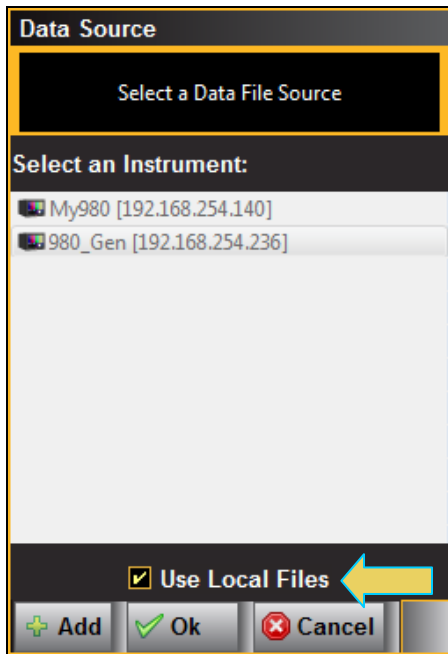 Data Source
Select a Data File Source
Select an Instrument:
My980 [192.168.254.140]
980_Gen [192.168.254.236]
Use Local Files
Add Ok Cancel